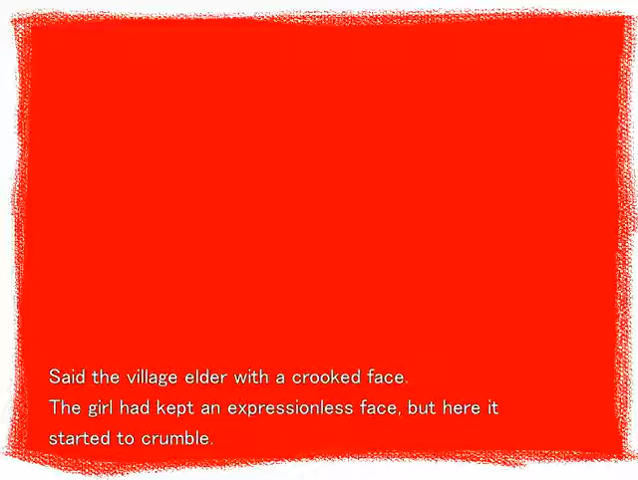 Said the village elder with a crooked face.
The girl had kept an expressionless face, but here it
started to crumble.